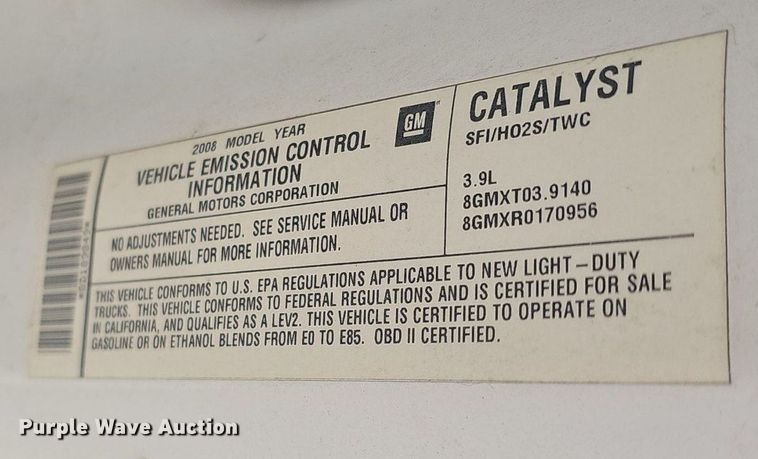 2008 MODEL YEAR
VEHICLE EMISSION CONTROL
INFORMATION
GENERAL MOTORS CORPORATION
GM
NO ADJUSTMENTS NEEDED. SEE SERVICE MANUAL OR
OWNERS MANUAL FOR MORE INFORMATION.
CATALYST
SFI/HO2S/TWC
3.9L
8GMXT03.9140
8GMXR0170956
THIS VEHICLE CONFORMS TO U.S. EPA REGULATIONS APPLICABLE TO NEW LIGHT-DUTY
TRUCKS. THIS VEHICLE CONFORMS TO FEDERAL REGULATIONS AND IS CERTIFIED FOR SALE
IN CALIFORNIA, AND QUALIFIES AS A LEV2. THIS VEHICLE IS CERTIFIED TO OPERATE ON
GASOLINE OR ON ETHANOL BLENDS FROM E0 TO E85. OBD II CERTIFIED.
Purple Wave Auction